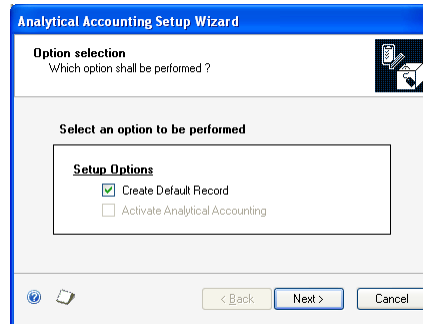 Analytical Accounting Setup Wizard
Option selection
Which option shall be performed ?
Select an option to be performed
Setup Options
Create Default Record
Activate Analytical Accounting
< Back
Next >
Cancel